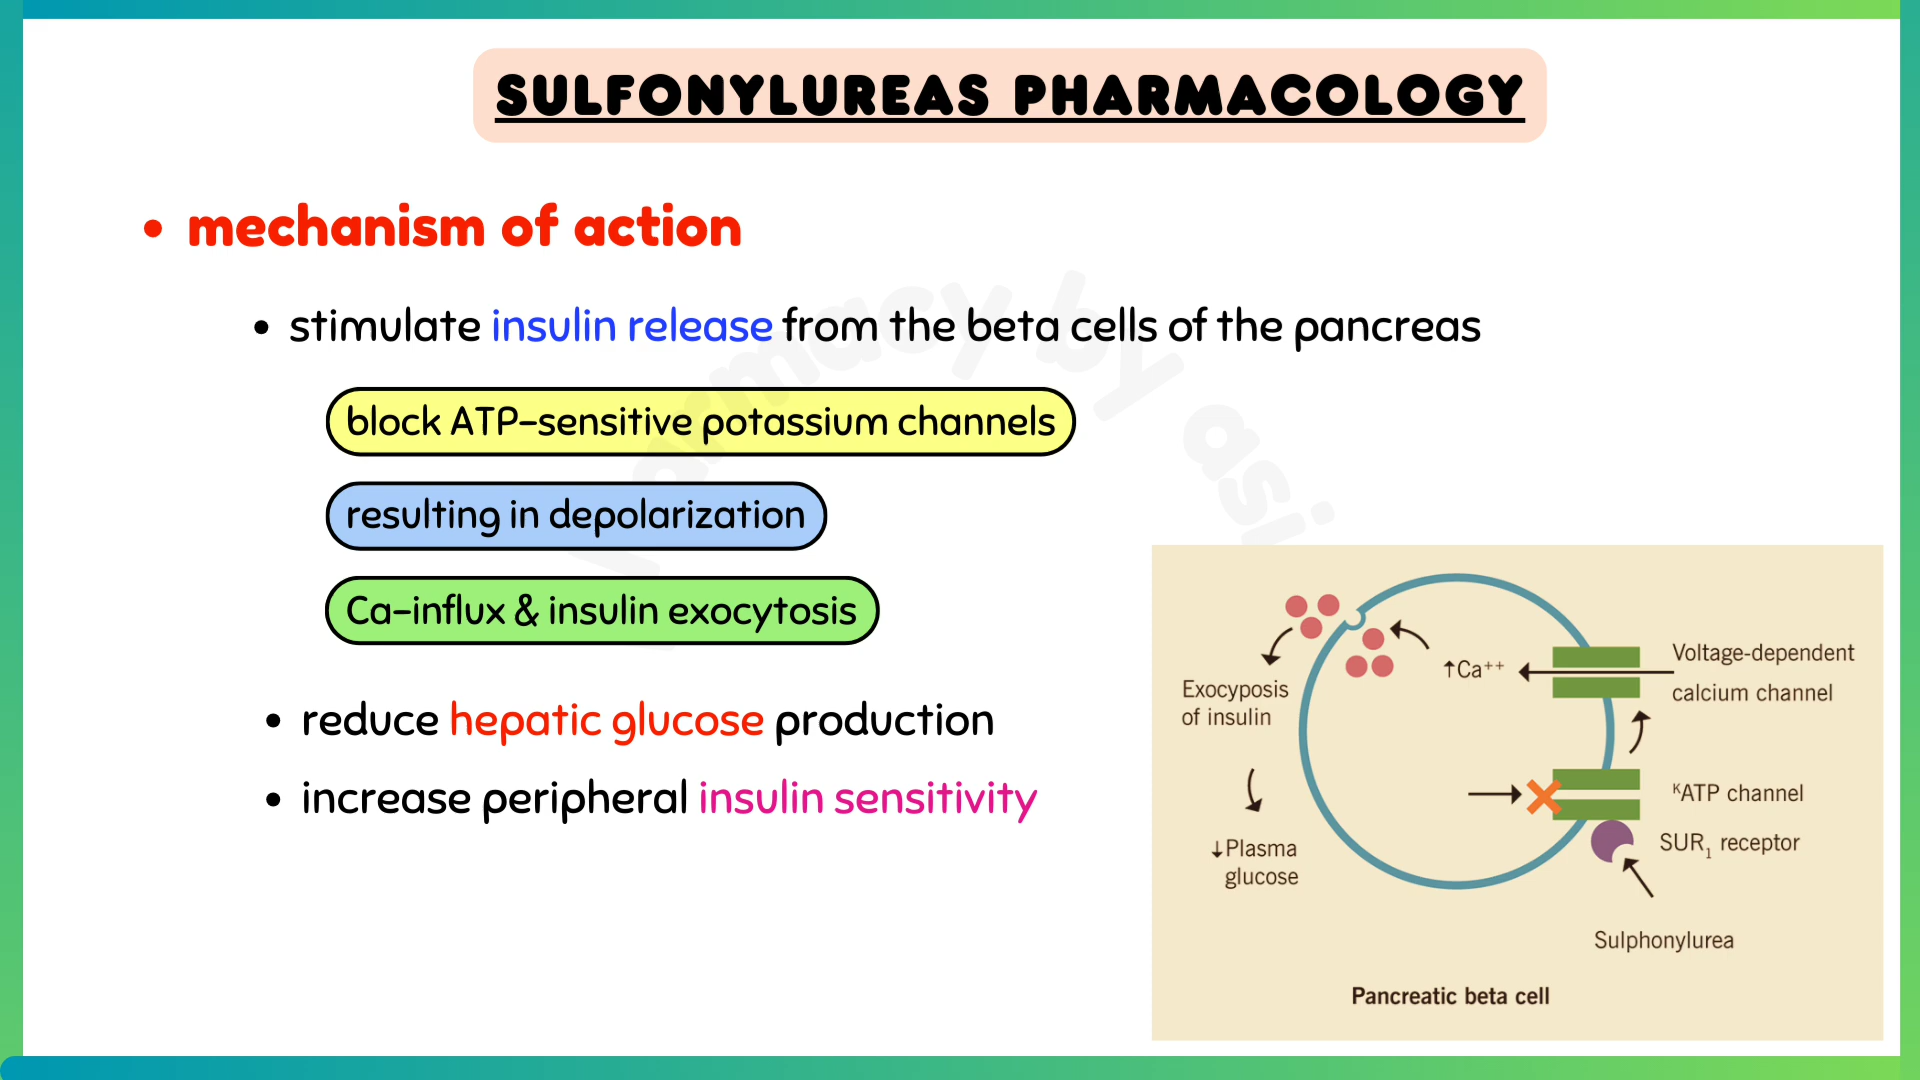 SULFONYLUREAS PHARMACOLOGY
• mechanism of action
• stimulate insulin release from the beta cells of the pancreas
block ATP-sensitive potassium channels
resulting in depolarization
Ca-influx & insulin exocytosis
• reduce hepatic glucose production
• increase peripheral insulin sensitivity
Exocyposis
of insulin
↓Plasma
glucose
↑Ca⁺⁺
Voltage-dependent
calcium channel
ᴷATP channel
SUR₁ receptor
Sulphonylurea
Pancreatic beta cell
by asi